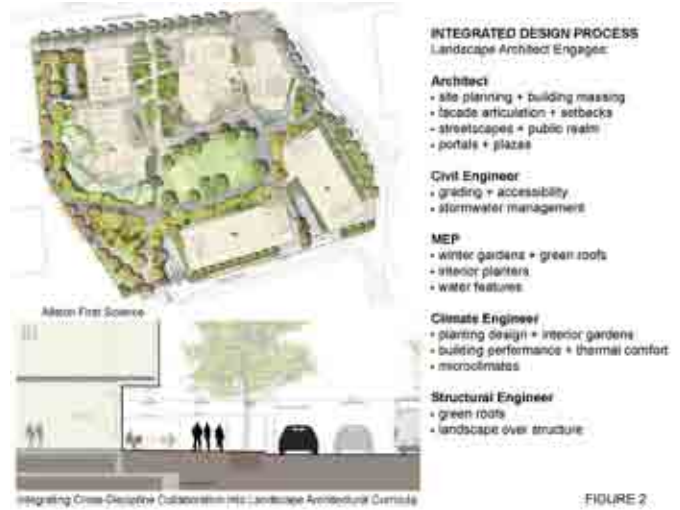 INTEGRATED DESIGN PROCESS
Landscape Architect Engages:
Architect
• site planning + building massing
• facade articulation + setbacks
• streetscapes + public realm
• portals + plazas
Civil Engineer
• grading + accessibility
• stormwater management
MEP
• winter gardens + green roofs
• interior planters
• water features
Climate Engineer
• planting design + interior gardens
• building performance + thermal comfort
• microclimates
Structural Engineer
• green roofs
• landscape over structure
Allston First Science
Integrating Cross-Discipline Collaboration into Landscape Architectural Curricula
FIGURE 2